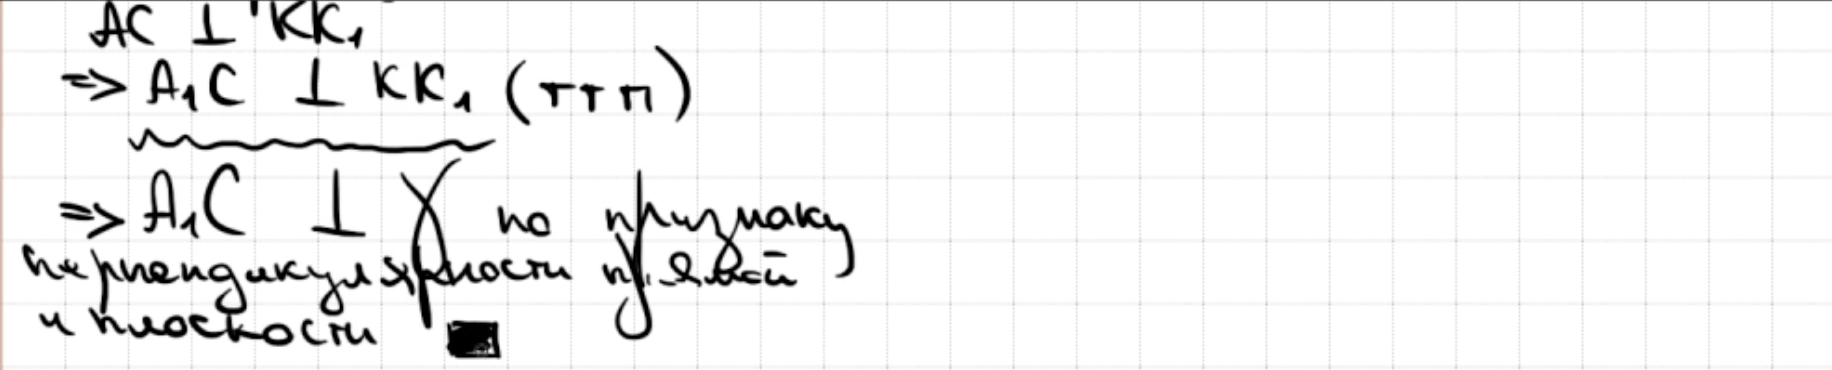 AC ⊥ KK₁
=> A₁C ⊥ KK₁ (ТТП)
=> A₁C ⊥ γ по признаку
перпендикулярности прямой
и плоскости ■